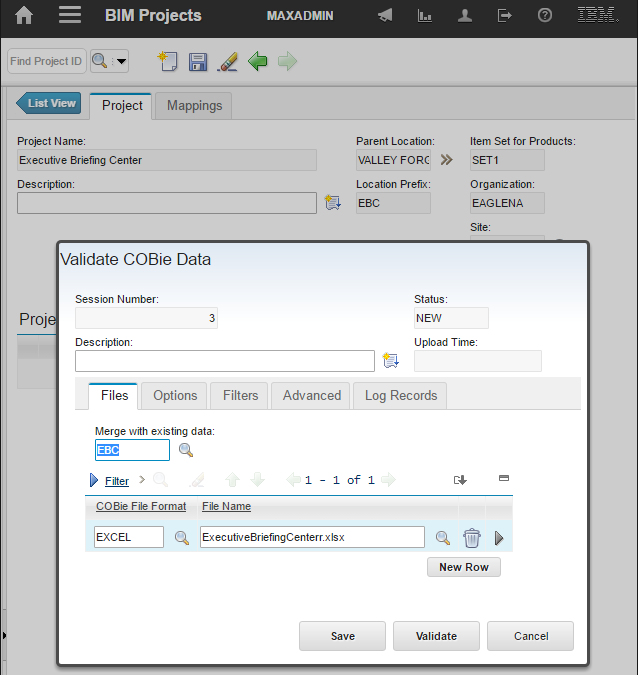 BIM Projects MAXADMIN IBM
Find Project ID
List View Project Mappings
Project Name: Parent Location: Item Set for Products:
Executive Briefing Center VALLEY FORG SET1
Description: Location Prefix: Organization:
EBC EAGLENA
Site:
Validate COBie Data
Session Number: Status:
3 NEW
Proje
Description: Upload Time:
Files Options Filters Advanced Log Records
Merge with existing data:
EBC
Filter 1 - 1 of 1
COBie File Format File Name
EXCEL ExecutiveBriefingCenterr.xlsx
New Row
Save Validate Cancel